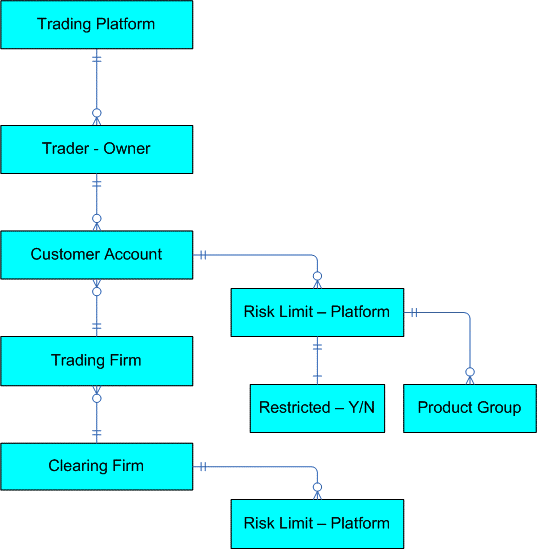 Trading Platform
Trader - Owner
Customer Account
Risk Limit – Platform
Trading Firm
Restricted – Y/N
Product Group
Clearing Firm
Risk Limit – Platform